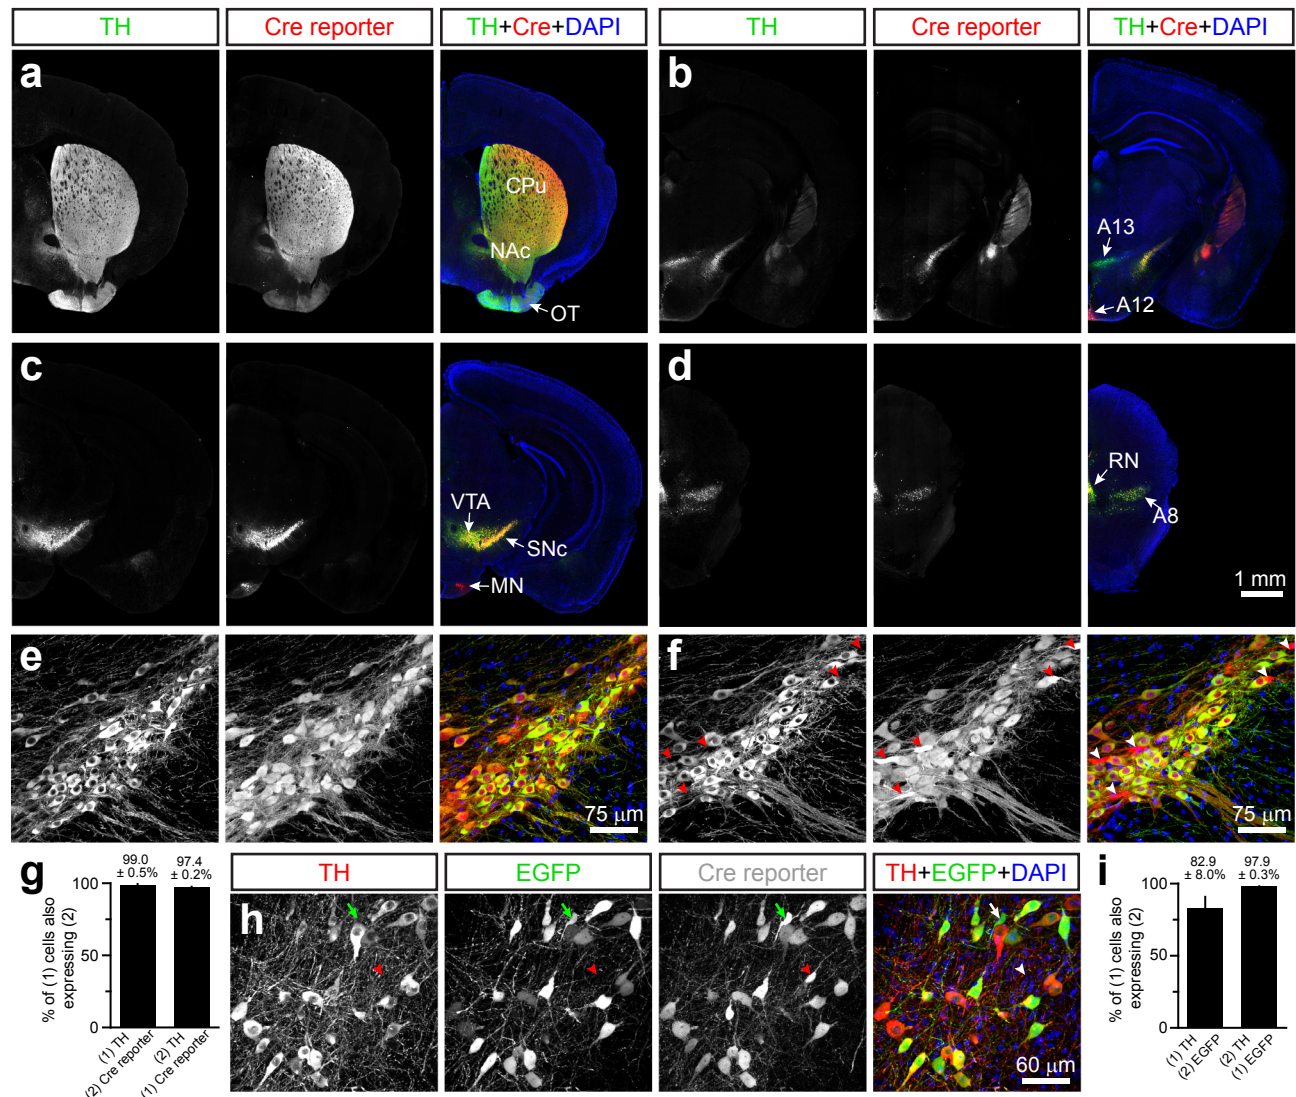 TH
Cre reporter
TH+Cre+DAPI
TH
Cre reporter
TH+Cre+DAPI
a
CPu
NAc
OT
b
A13
A12
c
VTA
SNc
MN
d
RN
A8
1 mm
e
75 μm
f
75 μm
g
99.0
± 0.5%
97.4
± 0.2%
100
50
0
% of (1) cells also
expressing (2)
(1) TH
(2) Cre reporter
(2) TH
(1) Cre reporter
TH
EGFP
Cre reporter
TH+EGFP+DAPI
h
60 μm
i
82.9
± 8.0%
97.9
± 0.3%
100
50
0
% of (1) cells also
expressing (2)
(1) TH
(2) EGFP
(2) TH
(1) EGFP